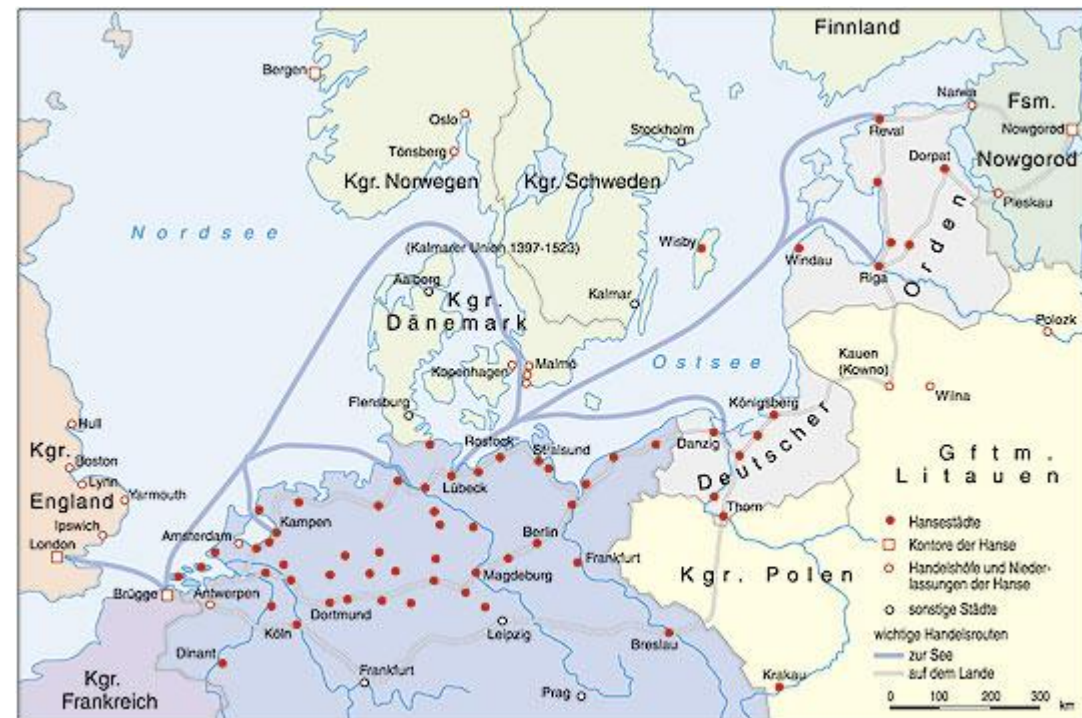 Finnland
Bergen
Narwa
Fsm.
Nowgorod
Nowgorod
Oslo
Stockholm
Reval
Tönsberg
Dorpat
Kgr. Norwegen
Kgr. Schweden
Pleskau
Nordsee
(Kalmarer Union 1397-1523)
Wisby
Windau
Riga
Orden
Aalborg
Kgr.
Dänemark
Kalmar
Polozk
Kopenhagen
Malmö
Ostsee
Kauen
(Kowno)
Wilna
Flensburg
Königsberg
Hull
Rostock
Stralsund
Danzig
Deutscher
Kgr.
England
Boston
Lynn
Yarmouth
Lübeck
Gftm.
Litauen
Thorn
Ipswich
London
Amsterdam
Kampen
Berlin
Frankfurt
Kgr. Polen
Brügge
Antwerpen
Magdeburg
Dortmund
Köln
Leipzig
Breslau
Dinant
Frankfurt
Prag
Krakau
Kgr.
Frankreich
Hansestädte
Kontore der Hanse
Handelshöfe und Nieder-
lassungen der Hanse
sonstige Städte
wichtige Handelsrouten
zur See
auf dem Lande
0 100 200 300 km